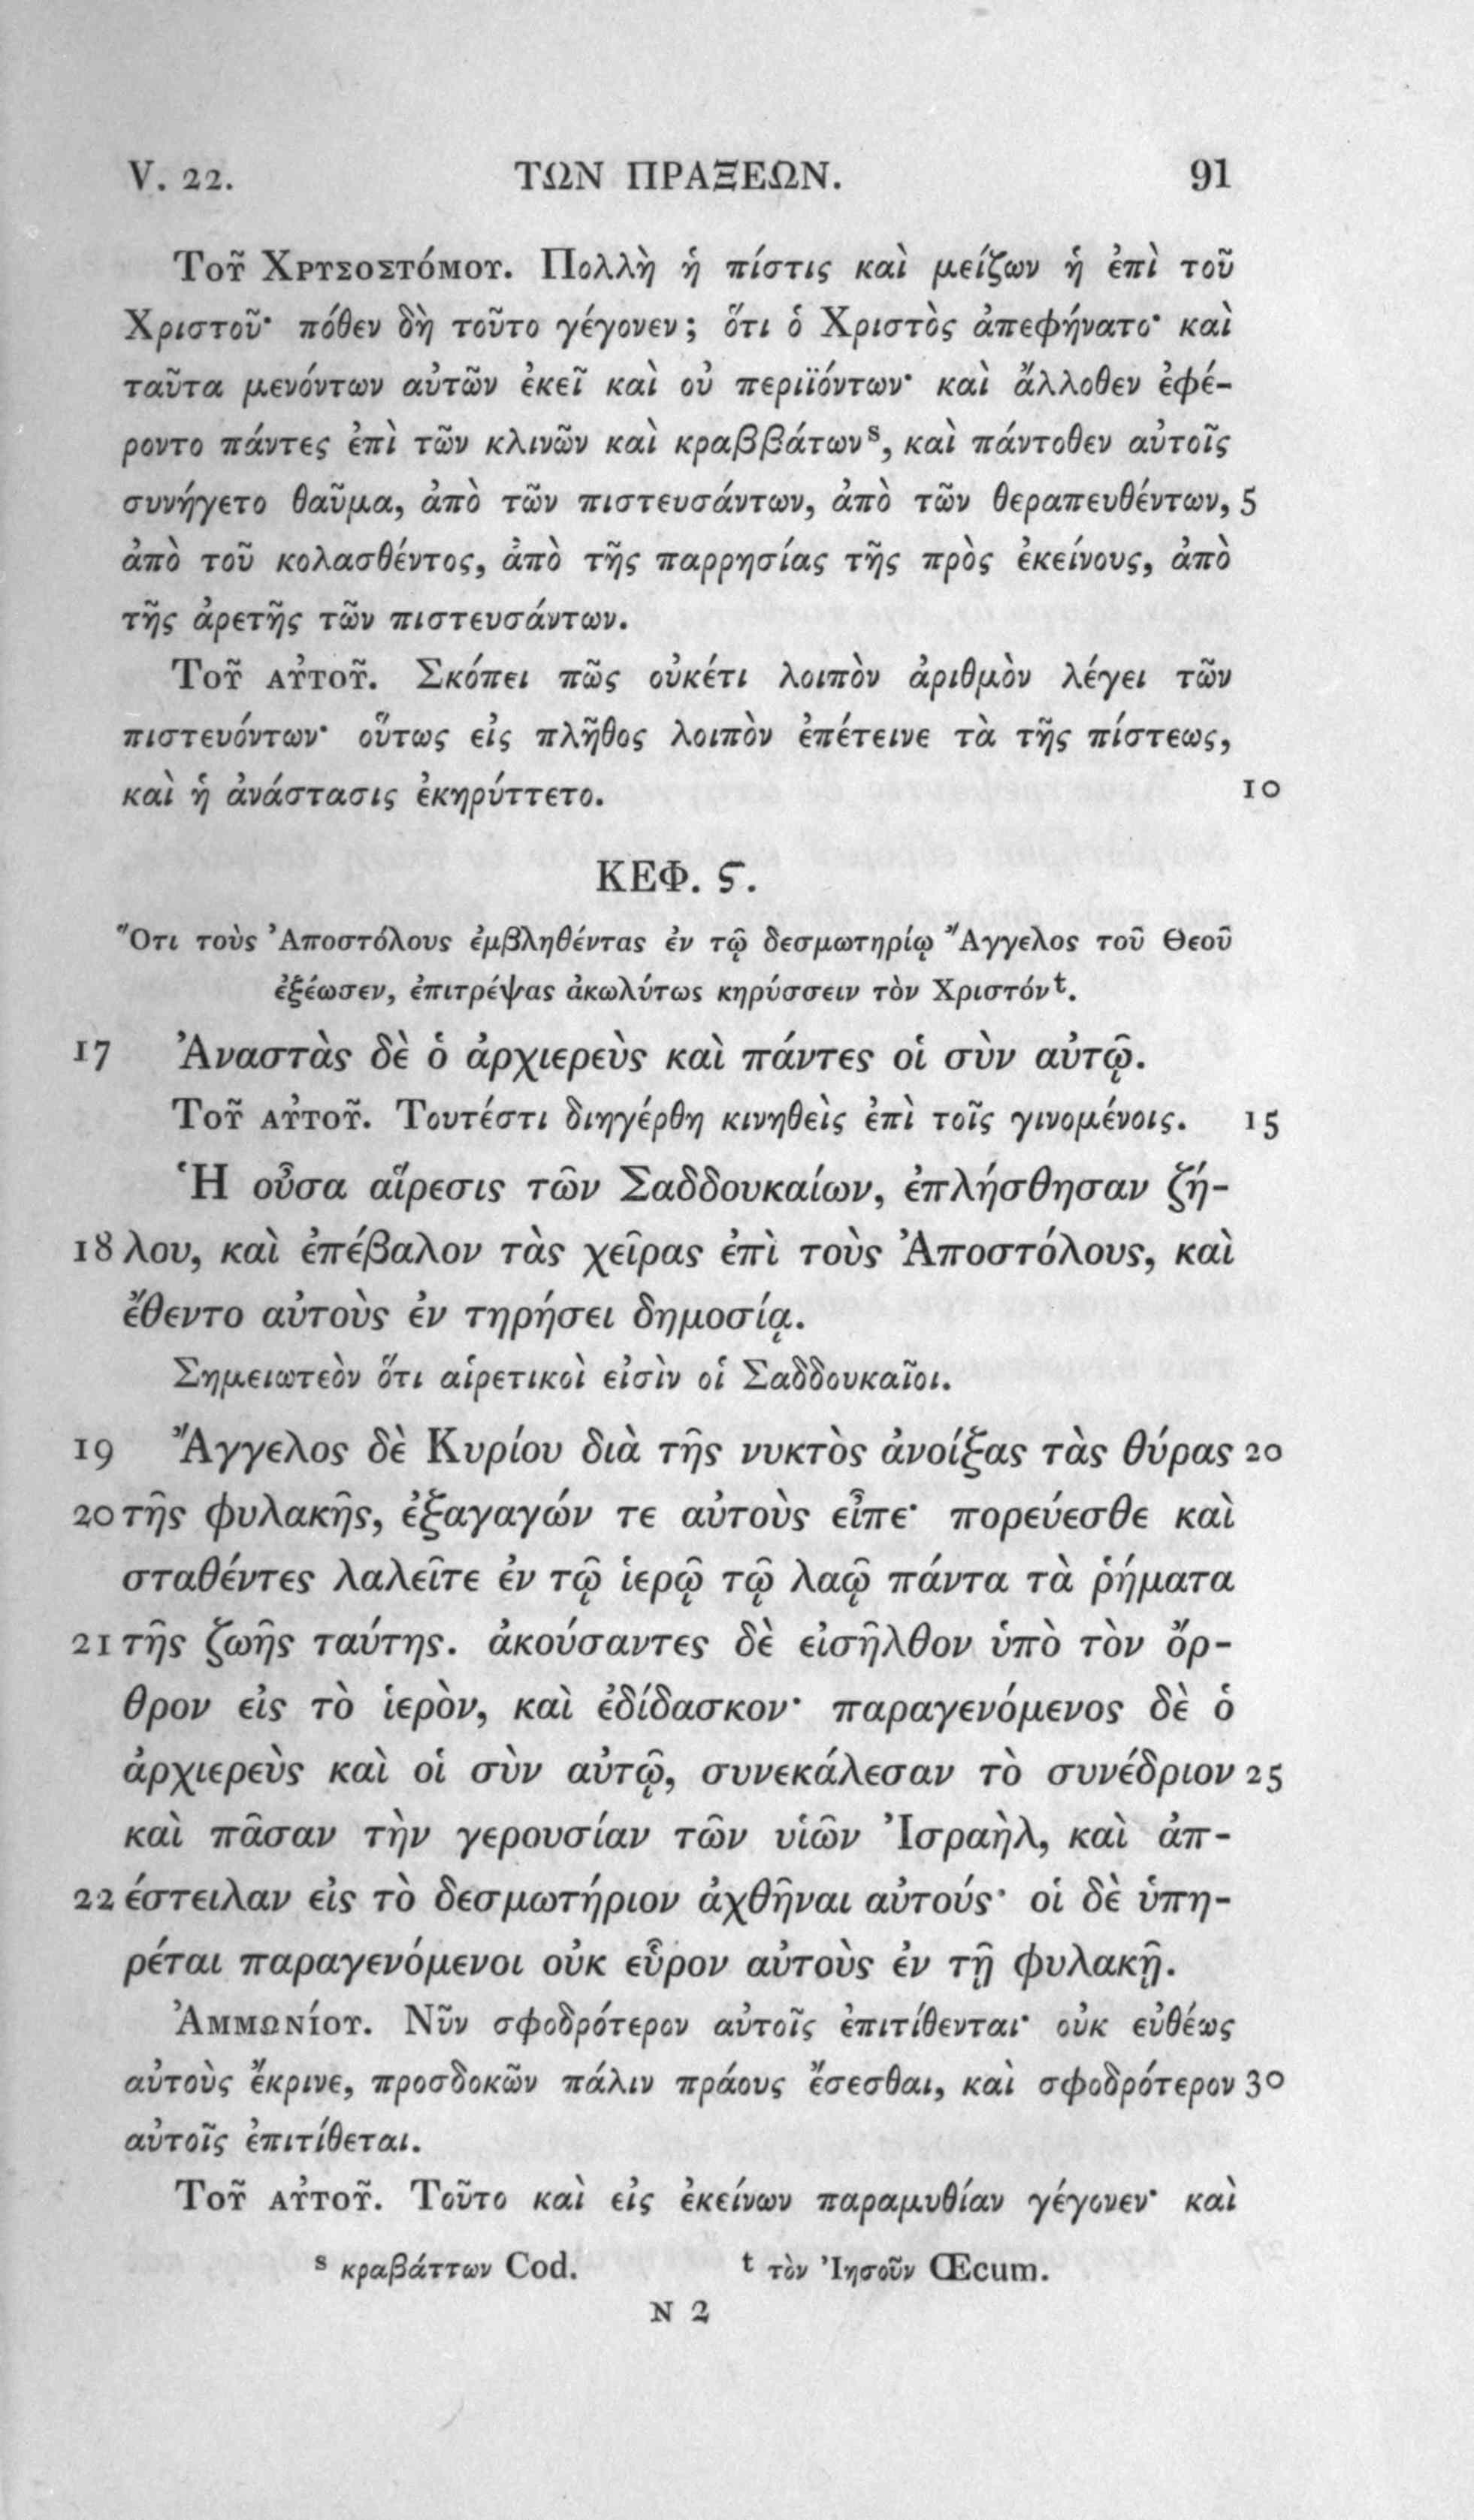 V. 22. ΤΩΝ ΠΡΑΞΕΩΝ. 91
Τοῦ Χρυσοστόμου. Πολλὴ ἡ πίστις καὶ μείζων ἡ ἐπὶ τοῦ
Χριστοῦ· πόθεν δὴ τοῦτο γέγονεν; ὅτι ὁ Χριστὸς ἀπεφήνατο· καὶ
ταῦτα μενόντων αὐτῶν ἐκεῖ καὶ οὐ περιϊόντων· καὶ ἄλλοθεν ἐφέ-
ροντο πάντες ἐπὶ τῶν κλινῶν καὶ κραββάτων s, καὶ πάντοθεν αὐτοῖς
συνήγετο θαῦμα, ἀπὸ τῶν πιστευσάντων, ἀπὸ τῶν θεραπευθέντων, 5
ἀπὸ τοῦ κολασθέντος, ἀπὸ τῆς παρρησίας τῆς πρὸς ἐκείνους, ἀπὸ
τῆς ἀρετῆς τῶν πιστευσάντων.
Τοῦ αὐτοῦ. Σκόπει πῶς οὐκέτι λοιπὸν ἀριθμὸν λέγει τῶν
πιστευόντων· οὕτως εἰς πλῆθος λοιπὸν ἐπέτεινε τὰ τῆς πίστεως,
καὶ ἡ ἀνάστασις ἐκηρύττετο. 10
ΚΕΦ. ϛ.
Ὅτι τοὺς Ἀποστόλους ἐμβληθέντας ἐν τῷ δεσμωτηρίῳ Ἄγγελος τοῦ Θεοῦ
ἐξέωσεν, ἐπιτρέψας ἀκωλύτως κηρύσσειν τὸν Χριστόν t.
17 Ἀναστὰς δὲ ὁ ἀρχιερεὺς καὶ πάντες οἱ σὺν αὐτῷ.
Τοῦ αὐτοῦ. Τουτέστι διηγέρθη κινηθεὶς ἐπὶ τοῖς γινομένοις. 15
Ἡ οὖσα αἵρεσις τῶν Σαδδουκαίων, ἐπλήσθησαν ζή-
18 λου, καὶ ἐπέβαλον τὰς χεῖρας ἐπὶ τοὺς Ἀποστόλους, καὶ
ἔθεντο αὐτοὺς ἐν τηρήσει δημοσίᾳ.
Σημειωτεὸν ὅτι αἱρετικοὶ εἰσὶν οἱ Σαδδουκαῖοι.
19 Ἄγγελος δὲ Κυρίου διὰ τῆς νυκτὸς ἀνοίξας τὰς θύρας 20
20 τῆς φυλακῆς, ἐξαγαγών τε αὐτοὺς εἶπε· πορεύεσθε καὶ
σταθέντες λαλεῖτε ἐν τῷ ἱερῷ τῷ λαῷ πάντα τὰ ῥήματα
21 τῆς ζωῆς ταύτης. ἀκούσαντες δὲ εἰσῆλθον ὑπὸ τὸν ὄρ-
θρον εἰς τὸ ἱερὸν, καὶ ἐδίδασκον· παραγενόμενος δὲ ὁ
ἀρχιερεὺς καὶ οἱ σὺν αὐτῷ, συνεκάλεσαν τὸ συνέδριον 25
καὶ πᾶσαν τὴν γερουσίαν τῶν υἱῶν Ἰσραὴλ, καὶ ἀπ-
22 έστειλαν εἰς τὸ δεσμωτήριον ἀχθῆναι αὐτούς· οἱ δὲ ὑπη-
ρέται παραγενόμενοι οὐκ εὗρον αὐτοὺς ἐν τῇ φυλακῇ.
Ἀμμωνίου. Νῦν σφοδρότερον αὐτοῖς ἐπιτίθενται· οὐκ εὐθέως
αὐτοὺς ἔκρινε, προσδοκῶν πάλιν πράους ἔσεσθαι, καὶ σφοδρότερον 30
αὐτοῖς ἐπιτίθεται.
Τοῦ αὐτοῦ. Τοῦτο καὶ εἰς ἐκείνων παραμυθίαν γέγονεν· καὶ
s κραβάττων Cod. t τὸν Ἰησοῦν Œcum.
N 2